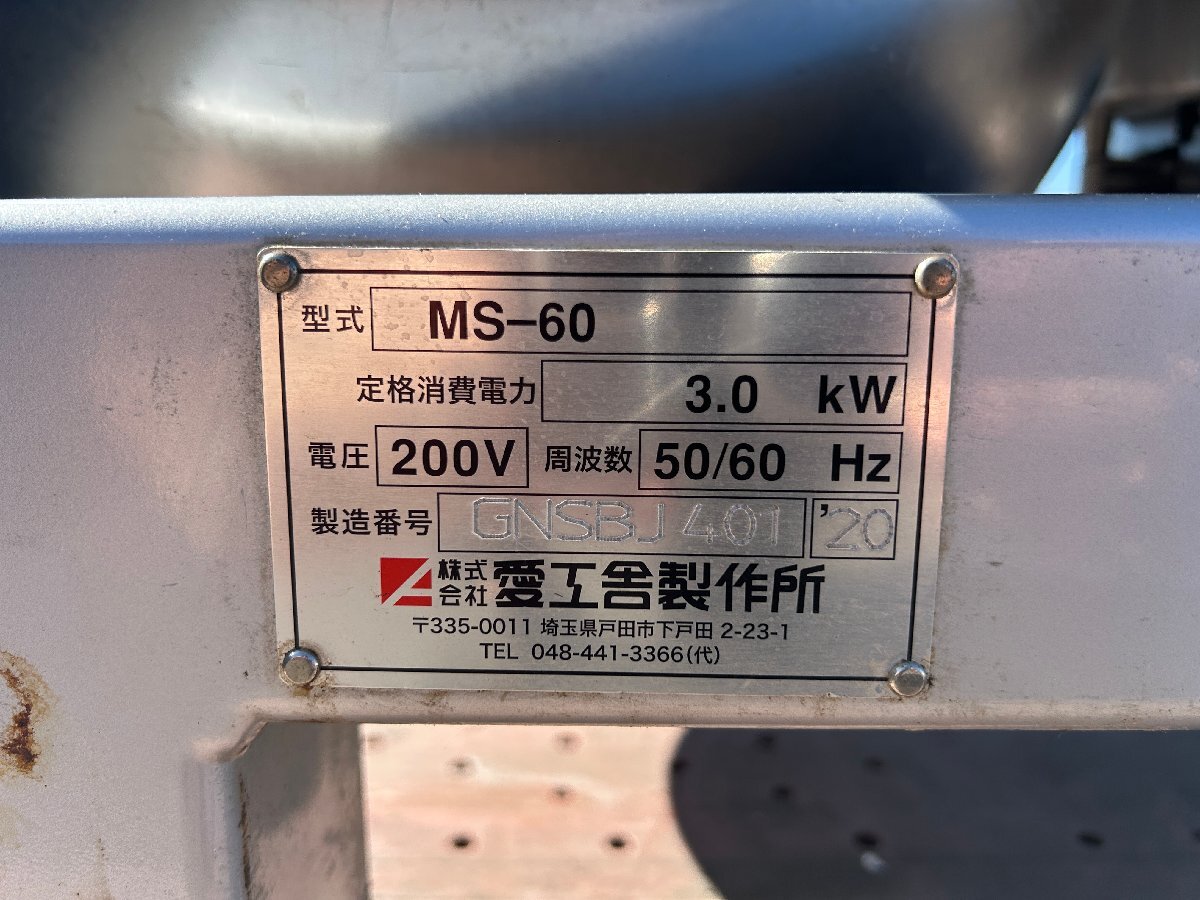 型式 MS-60
定格消費電力 3.0 kW
電圧 200V 周波数 50/60 Hz
製造番号 GNSBJ401 '20
株式会社 愛工舎製作所
〒335-0011 埼玉県戸田市下戸田 2-23-1
TEL 048-441-3366(代)